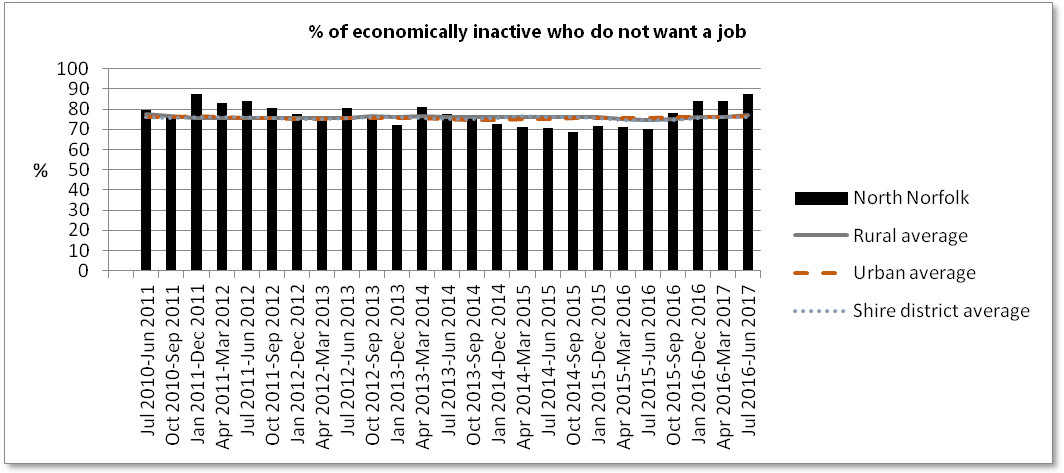 % of economically inactive who do not want a job
100
90
80
70
60
50
40
30
20
10
0
%
Jul 2010-Jun 2011
Oct 2010-Sep 2011
Jan 2011-Dec 2011
Apr 2011-Mar 2012
Jul 2011-Jun 2012
Oct 2011-Sep 2012
Jan 2012-Dec 2012
Apr 2012-Mar 2013
Jul 2012-Jun 2013
Oct 2012-Sep 2013
Jan 2013-Dec 2013
Apr 2013-Mar 2014
Jul 2013-Jun 2014
Oct 2013-Sep 2014
Jan 2014-Dec 2014
Apr 2014-Mar 2015
Jul 2014-Jun 2015
Oct 2014-Sep 2015
Jan 2015-Dec 2015
Apr 2015-Mar 2016
Jul 2015-Jun 2016
Oct 2015-Sep 2016
Jan 2016-Dec 2016
Apr 2016-Mar 2017
Jul 2016-Jun 2017
North Norfolk
Rural average
Urban average
Shire district average